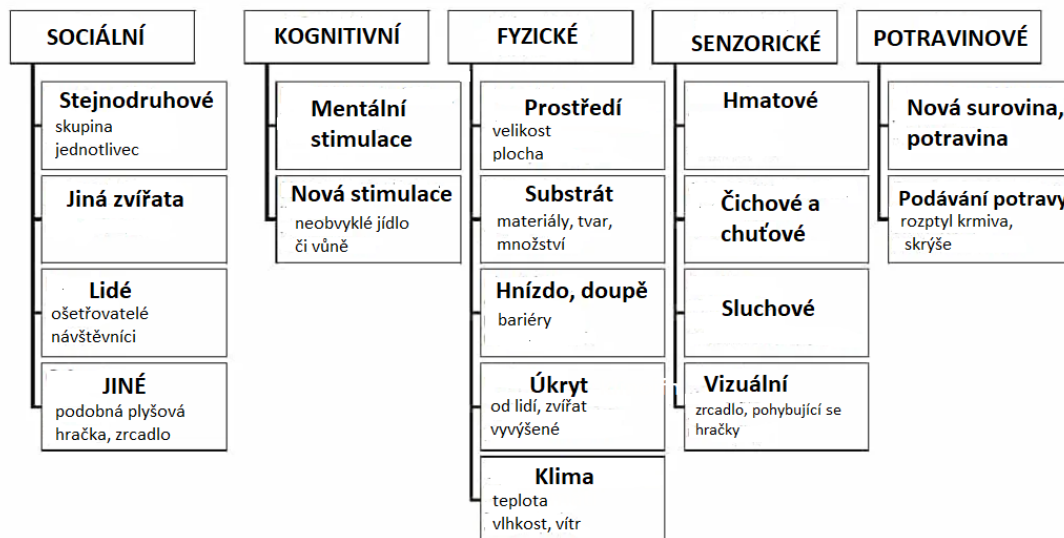 SOCIÁLNÍ
Stejnodruhové
skupina
jednotlivec
Jiná zvířata
Lidé
ošetřovatelé
návštěvníci
JINÉ
podobná plyšová
hračka, zrcadlo
KOGNITIVNÍ
Mentální
stimulace
Nová stimulace
neobvyklé jídlo
či vůně
FYZICKÉ
Prostředí
velikost
plocha
Substrát
materiály, tvar,
množství
Hnízdo, doupě
bariéry
Úkryt
od lidí, zvířat
vyvýšené
Klima
teplota
vlhkost, vítr
SENZORICKÉ
Hmatové
Čichové a
chuťové
Sluchové
Vizuální
zrcadlo, pohybující se
hračky
POTRAVINOVÉ
Nová surovina,
potravina
Podávání potravy
rozptyl krmiva,
skrýše